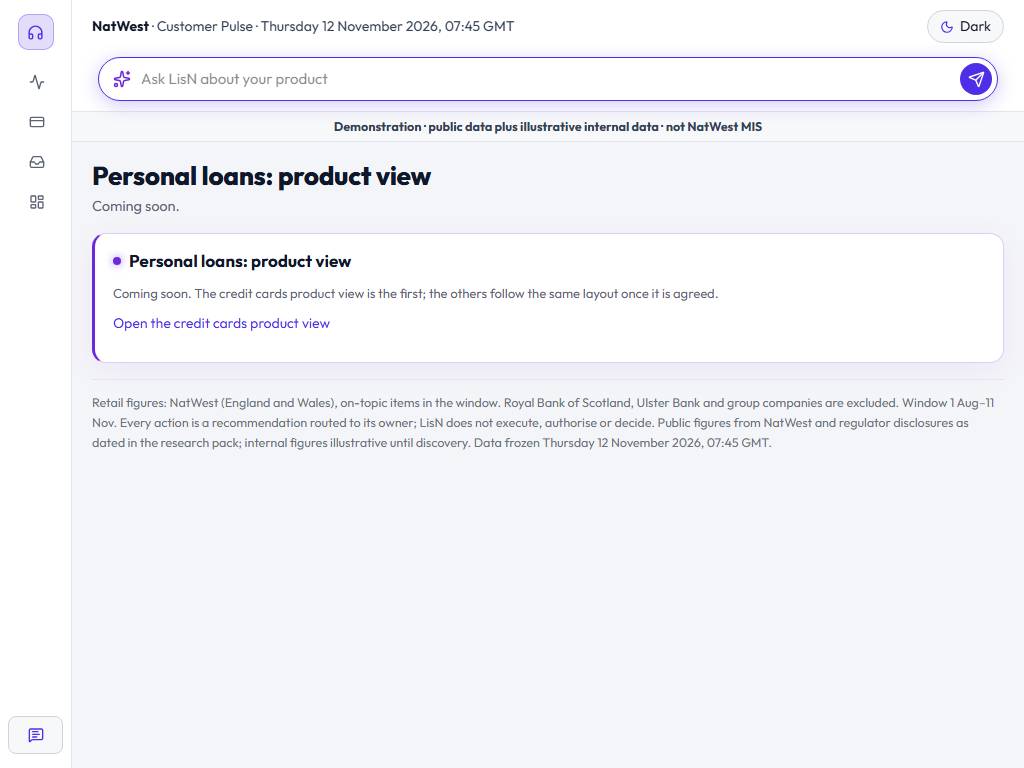 NatWest · Customer Pulse · Thursday 12 November 2026, 07:45 GMT
Dark
Ask LisN about your product
Demonstration · public data plus illustrative internal data · not NatWest MIS
Personal loans: product view
Coming soon.
Personal loans: product view
Coming soon. The credit cards product view is the first; the others follow the same layout once it is agreed.
Open the credit cards product view
Retail figures: NatWest (England and Wales), on-topic items in the window. Royal Bank of Scotland, Ulster Bank and group companies are excluded. Window 1 Aug–11
Nov. Every action is a recommendation routed to its owner; LisN does not execute, authorise or decide. Public figures from NatWest and regulator disclosures as
dated in the research pack; internal figures illustrative until discovery. Data frozen Thursday 12 November 2026, 07:45 GMT.